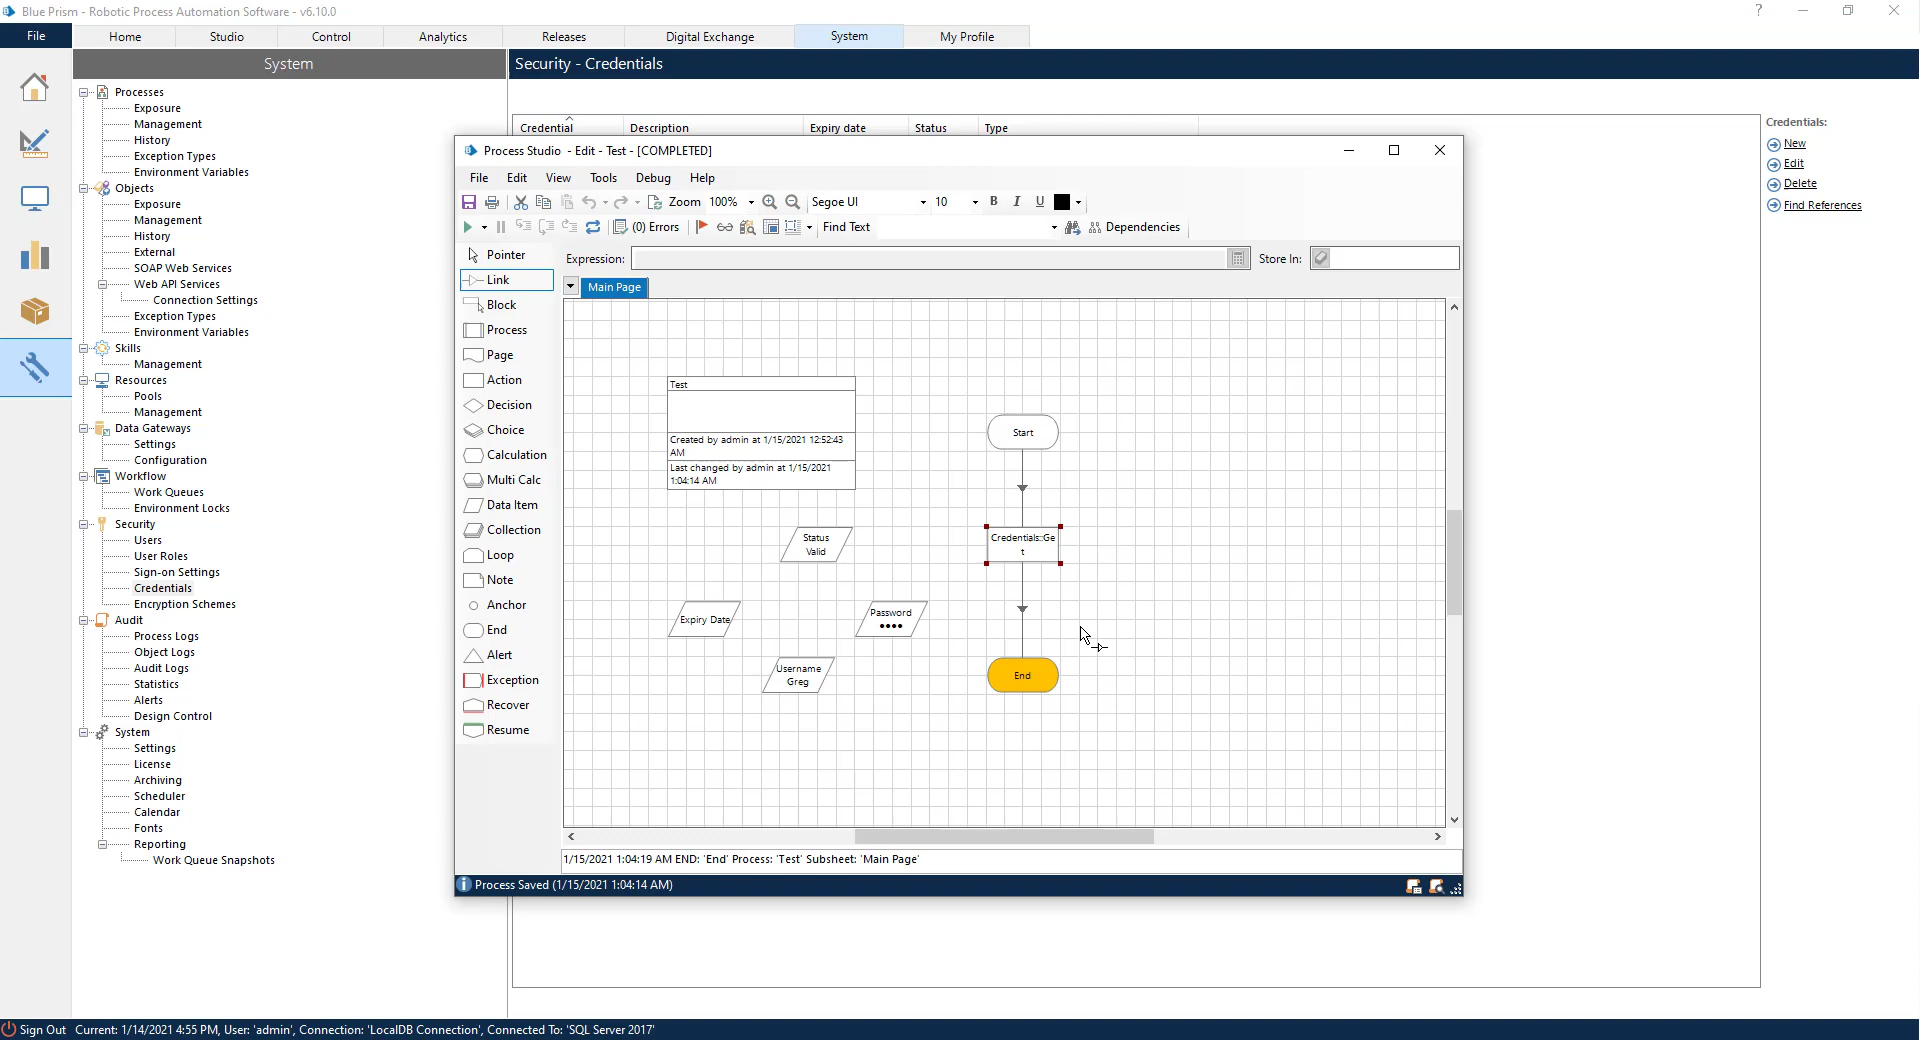 Blue Prism - Robotic Process Automation Software - v6.10.0
?
File
Home
Studio
Control
Analytics
Releases
Digital Exchange
System
My Profile
System
Security - Credentials
Processes
Exposure
Management
History
Exception Types
Environment Variables
Objects
Exposure
Management
History
External
SOAP Web Services
Web API Services
Connection Settings
Exception Types
Environment Variables
Skills
Management
Resources
Pools
Management
Data Gateways
Settings
Configuration
Workflow
Work Queues
Environment Locks
Security
Users
User Roles
Sign-on Settings
Credentials
Encryption Schemes
Audit
Process Logs
Object Logs
Audit Logs
Statistics
Alerts
Design Control
System
Settings
License
Archiving
Scheduler
Calendar
Fonts
Reporting
Work Queue Snapshots
Credential
Description
Expiry date
Status
Type
Credentials:
New
Edit
Delete
Find References
Process Studio - Edit - Test - [COMPLETED]
File
Edit
View
Tools
Debug
Help
Zoom
100%
Segoe UI
10
B
I
U
(0) Errors
Find Text
Dependencies
Pointer
Link
Block
Process
Page
Action
Decision
Choice
Calculation
Multi Calc
Data Item
Collection
Loop
Note
Anchor
End
Alert
Exception
Recover
Resume
Expression:
Store In:
Main Page
Test
Created by admin at 1/15/2021 12:52:43
AM
Last changed by admin at 1/15/2021
1:04:14 AM
Start
Status
Valid
Credentials::Ge
t
Expiry Date
Password
••••
Username
Greg
End
1/15/2021 1:04:19 AM END: 'End' Process: 'Test' Subsheet: 'Main Page'
Process Saved (1/15/2021 1:04:14 AM)
Sign Out
Current: 1/14/2021 4:55 PM, User: 'admin', Connection: 'LocalDB Connection', Connected To: 'SQL Server 2017'